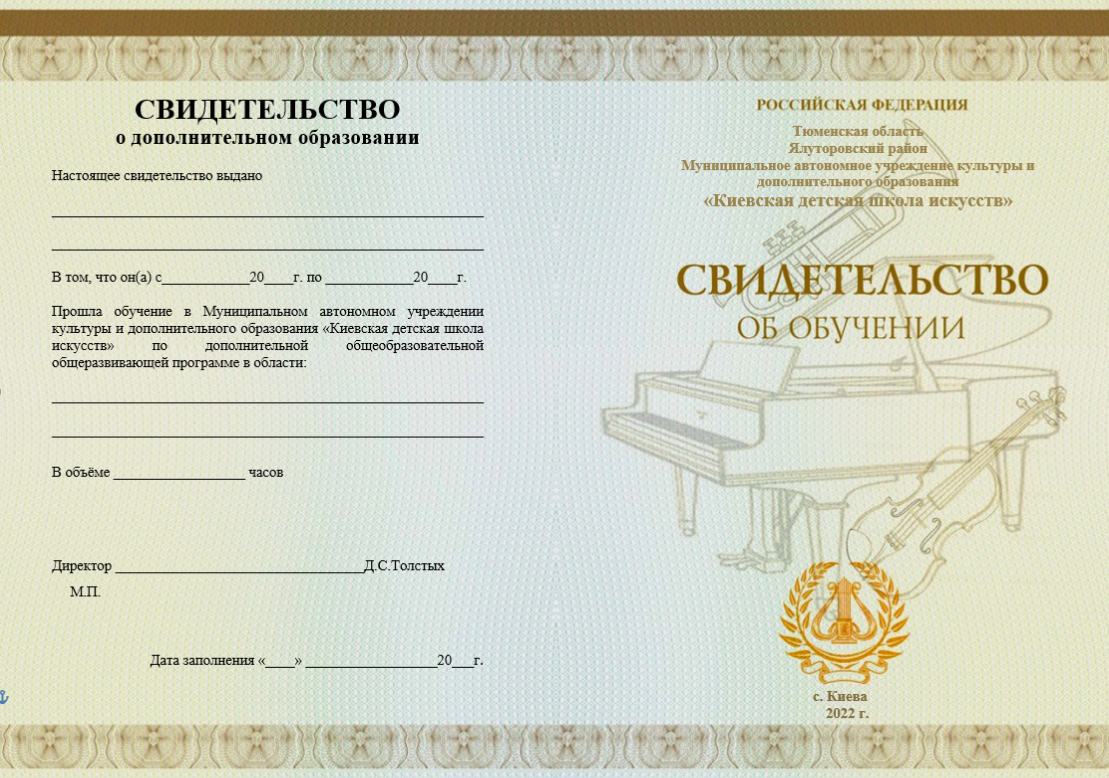 СВИДЕТЕЛЬСТВО
о дополнительном образовании
Настоящее свидетельство выдано
В том, что он(а) с____________20____г. по ____________20____г.
Прошла обучение в Муниципальном автономном учреждении
культуры и дополнительного образования «Киевская детская школа
искусств» по дополнительной общеобразовательной
общеразвивающей программе в области:
В объёме __________________ часов
Директор __________________________________Д.С.Толстых
М.П.
Дата заполнения «____» __________________20___г.
РОССИЙСКАЯ ФЕДЕРАЦИЯ
Тюменская область
Ялуторовский район
Муниципальное автономное учреждение культуры и
дополнительного образования
«Киевская детская школа искусств»
СВИДЕТЕЛЬСТВО
ОБ ОБУЧЕНИИ
с. Киева
2022 г.